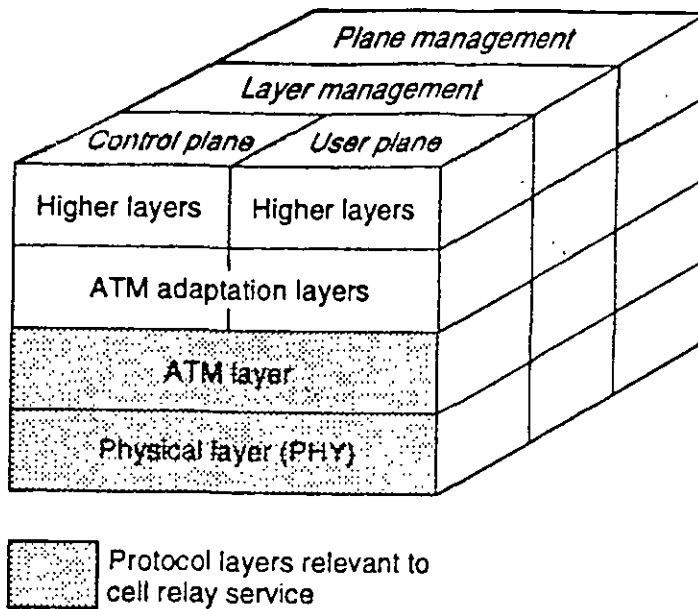 Plane management
Layer management
Control plane User plane
Higher layers Higher layers
ATM adaptation layers
ATM layer
Physical layer (PHY)
Protocol layers relevant to
cell relay service